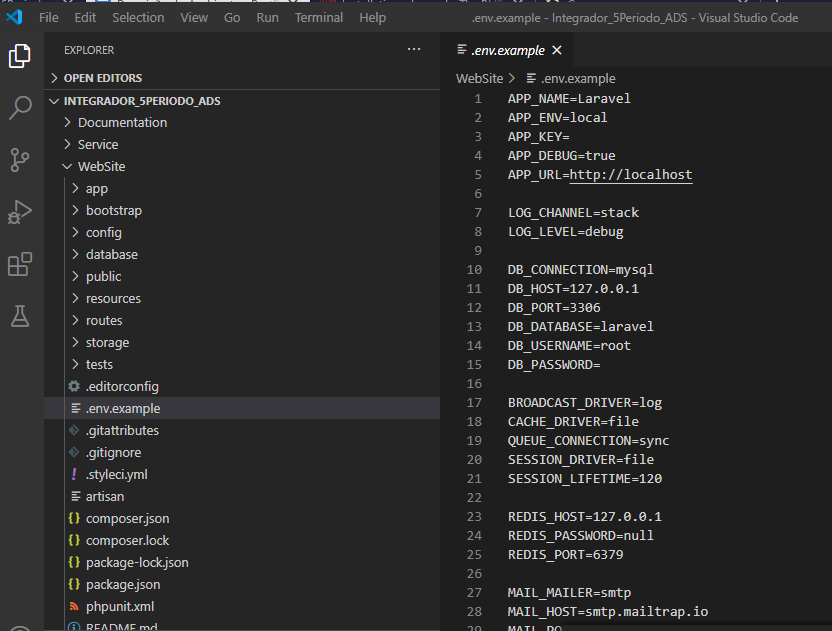 File Edit Selection View Go Run Terminal Help .env.example - Integrador_5Periodo_ADS - Visual Studio Code
EXPLORER ...
OPEN EDITORS
INTEGRADOR_5PERIODO_ADS
Documentation
Service
WebSite
app
bootstrap
config
database
public
resources
routes
storage
tests
.editorconfig
.env.example
.gitattributes
.gitignore
! .styleci.yml
artisan
{} composer.json
{} composer.lock
{} package-lock.json
{} package.json
phpunit.xml
README.md
.env.example
WebSite > .env.example
1 APP_NAME=Laravel
2 APP_ENV=local
3 APP_KEY=
4 APP_DEBUG=true
5 APP_URL=http://localhost
6
7 LOG_CHANNEL=stack
8 LOG_LEVEL=debug
9
10 DB_CONNECTION=mysql
11 DB_HOST=127.0.0.1
12 DB_PORT=3306
13 DB_DATABASE=laravel
14 DB_USERNAME=root
15 DB_PASSWORD=
16
17 BROADCAST_DRIVER=log
18 CACHE_DRIVER=file
19 QUEUE_CONNECTION=sync
20 SESSION_DRIVER=file
21 SESSION_LIFETIME=120
22
23 REDIS_HOST=127.0.0.1
24 REDIS_PASSWORD=null
25 REDIS_PORT=6379
26
27 MAIL_MAILER=smtp
28 MAIL_HOST=smtp.mailtrap.io
29